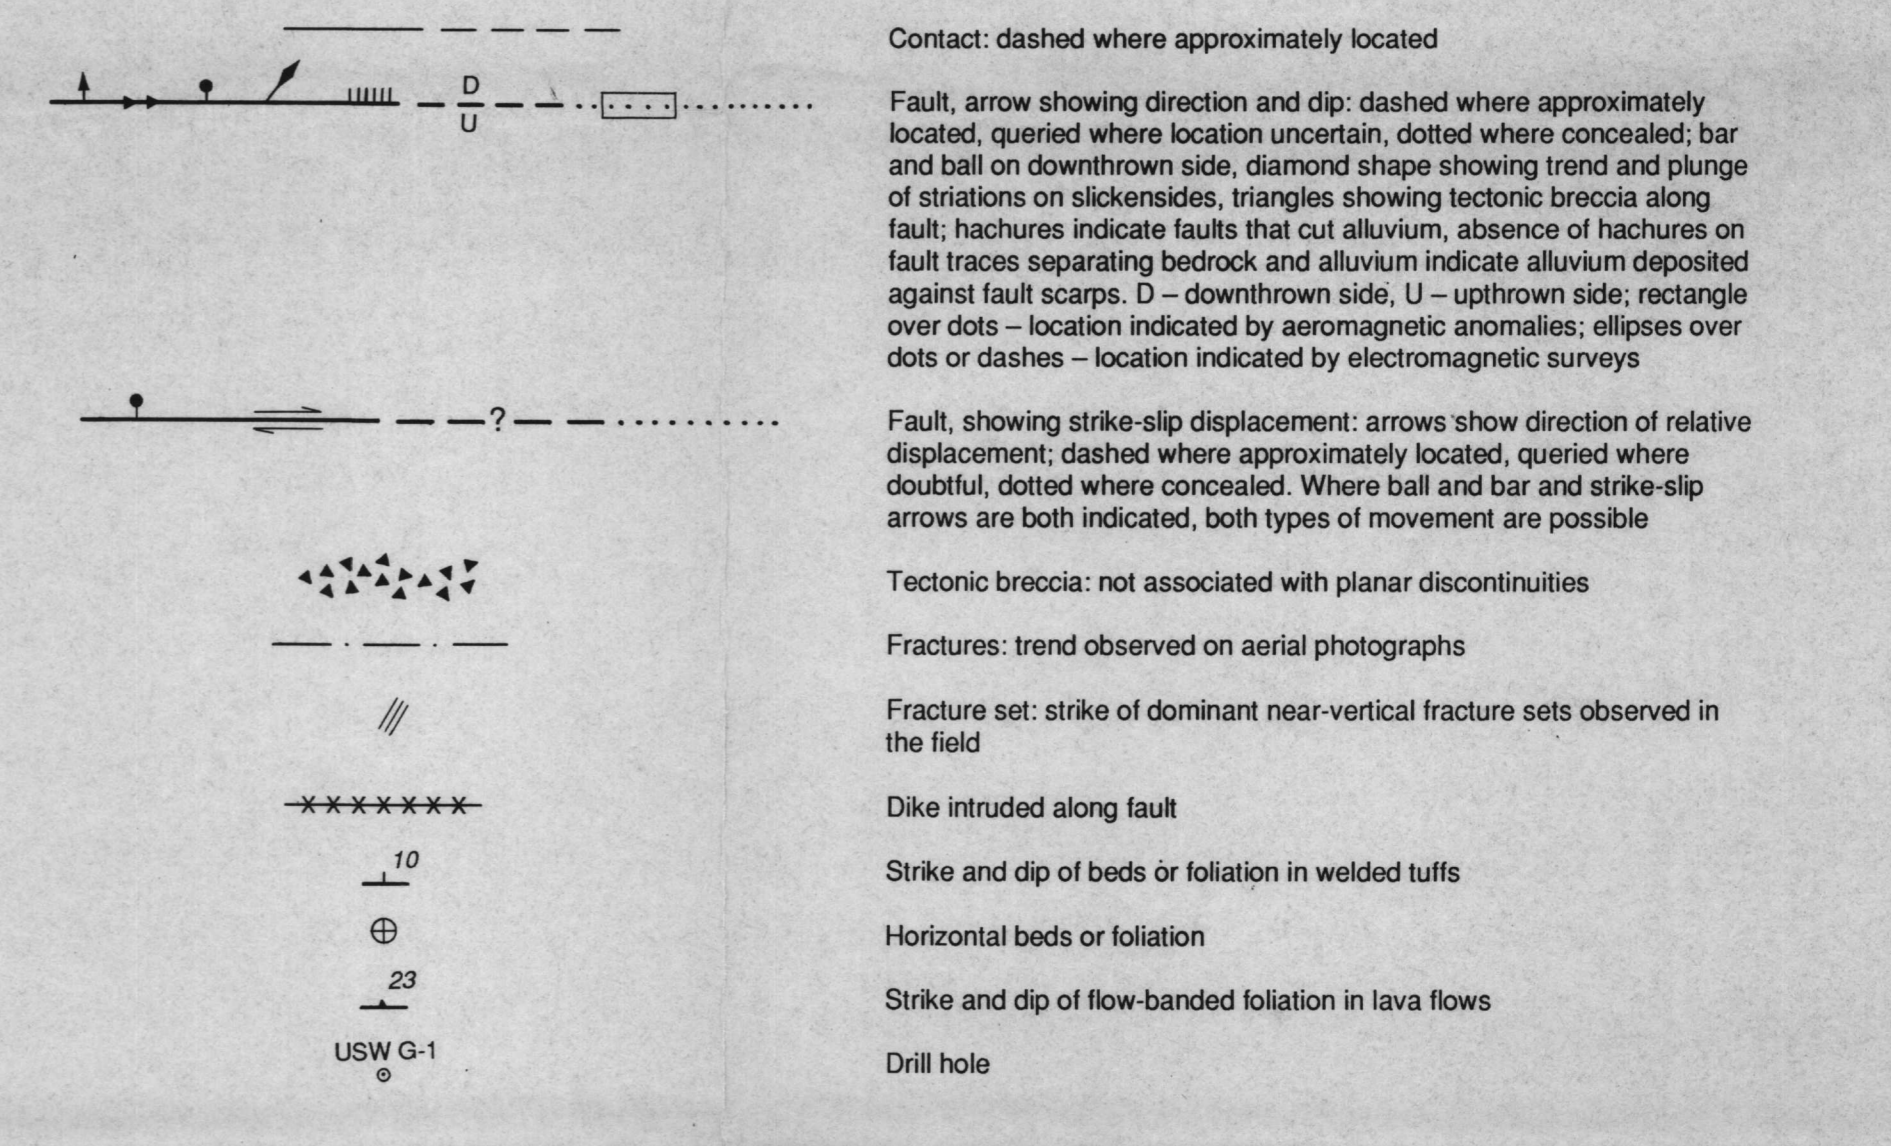 Contact: dashed where approximately located
D
U
Fault, arrow showing direction and dip: dashed where approximately
located, queried where location uncertain, dotted where concealed; bar
and ball on downthrown side, diamond shape showing trend and plunge
of striations on slickensides, triangles showing tectonic breccia along
fault; hachures indicate faults that cut alluvium, absence of hachures on
fault traces separating bedrock and alluvium indicate alluvium deposited
against fault scarps. D – downthrown side, U – upthrown side; rectangle
over dots – location indicated by aeromagnetic anomalies; ellipses over
dots or dashes – location indicated by electromagnetic surveys
?
Fault, showing strike-slip displacement: arrows show direction of relative
displacement; dashed where approximately located, queried where
doubtful, dotted where concealed. Where ball and bar and strike-slip
arrows are both indicated, both types of movement are possible
Tectonic breccia: not associated with planar discontinuities
Fractures: trend observed on aerial photographs
Fracture set: strike of dominant near-vertical fracture sets observed in
the field
Dike intruded along fault
10
Strike and dip of beds or foliation in welded tuffs
Horizontal beds or foliation
23
Strike and dip of flow-banded foliation in lava flows
USW G-1
Drill hole